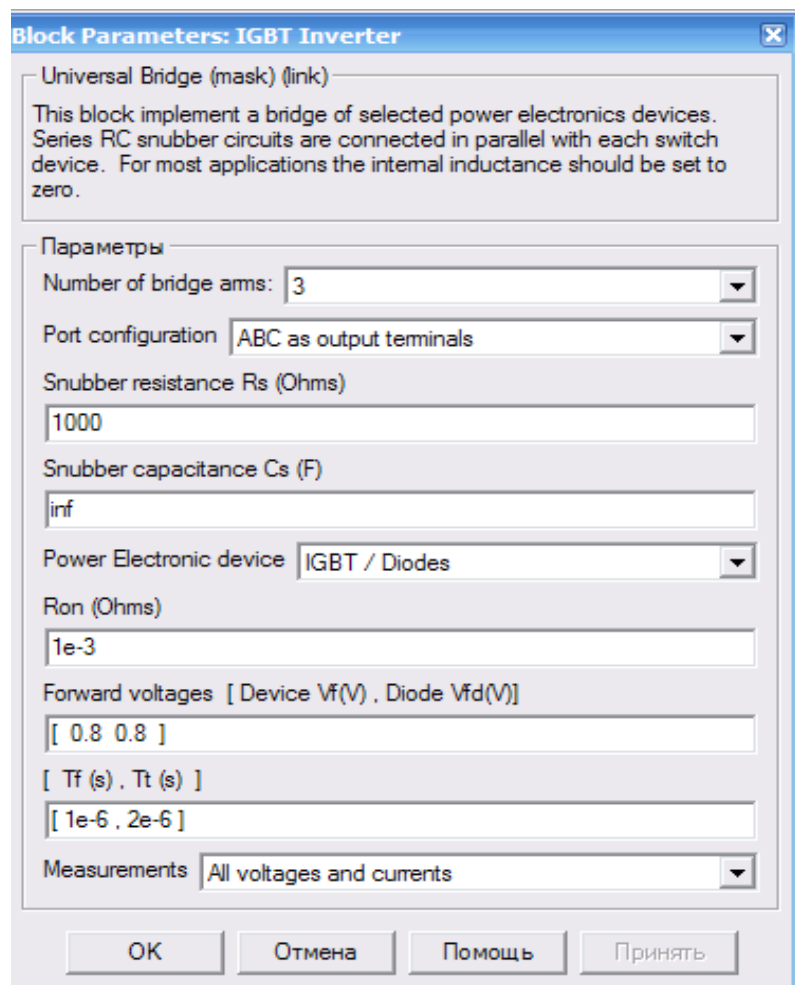 Block Parameters: IGBT Inverter
Universal Bridge (mask) (link)
This block implement a bridge of selected power electronics devices.
Series RC snubber circuits are connected in parallel with each switch
device. For most applications the internal inductance should be set to
zero.
Параметры
Number of bridge arms: 3
Port configuration ABC as output terminals
Snubber resistance Rs (Ohms)
1000
Snubber capacitance Cs (F)
inf
Power Electronic device IGBT / Diodes
Ron (Ohms)
1e-3
Forward voltages [ Device Vf(V) , Diode Vfd(V)]
[ 0.8 0.8 ]
[ Tf (s) , Tt (s) ]
[ 1e-6 , 2e-6 ]
Measurements All voltages and currents
OK Отмена Помощь Принять